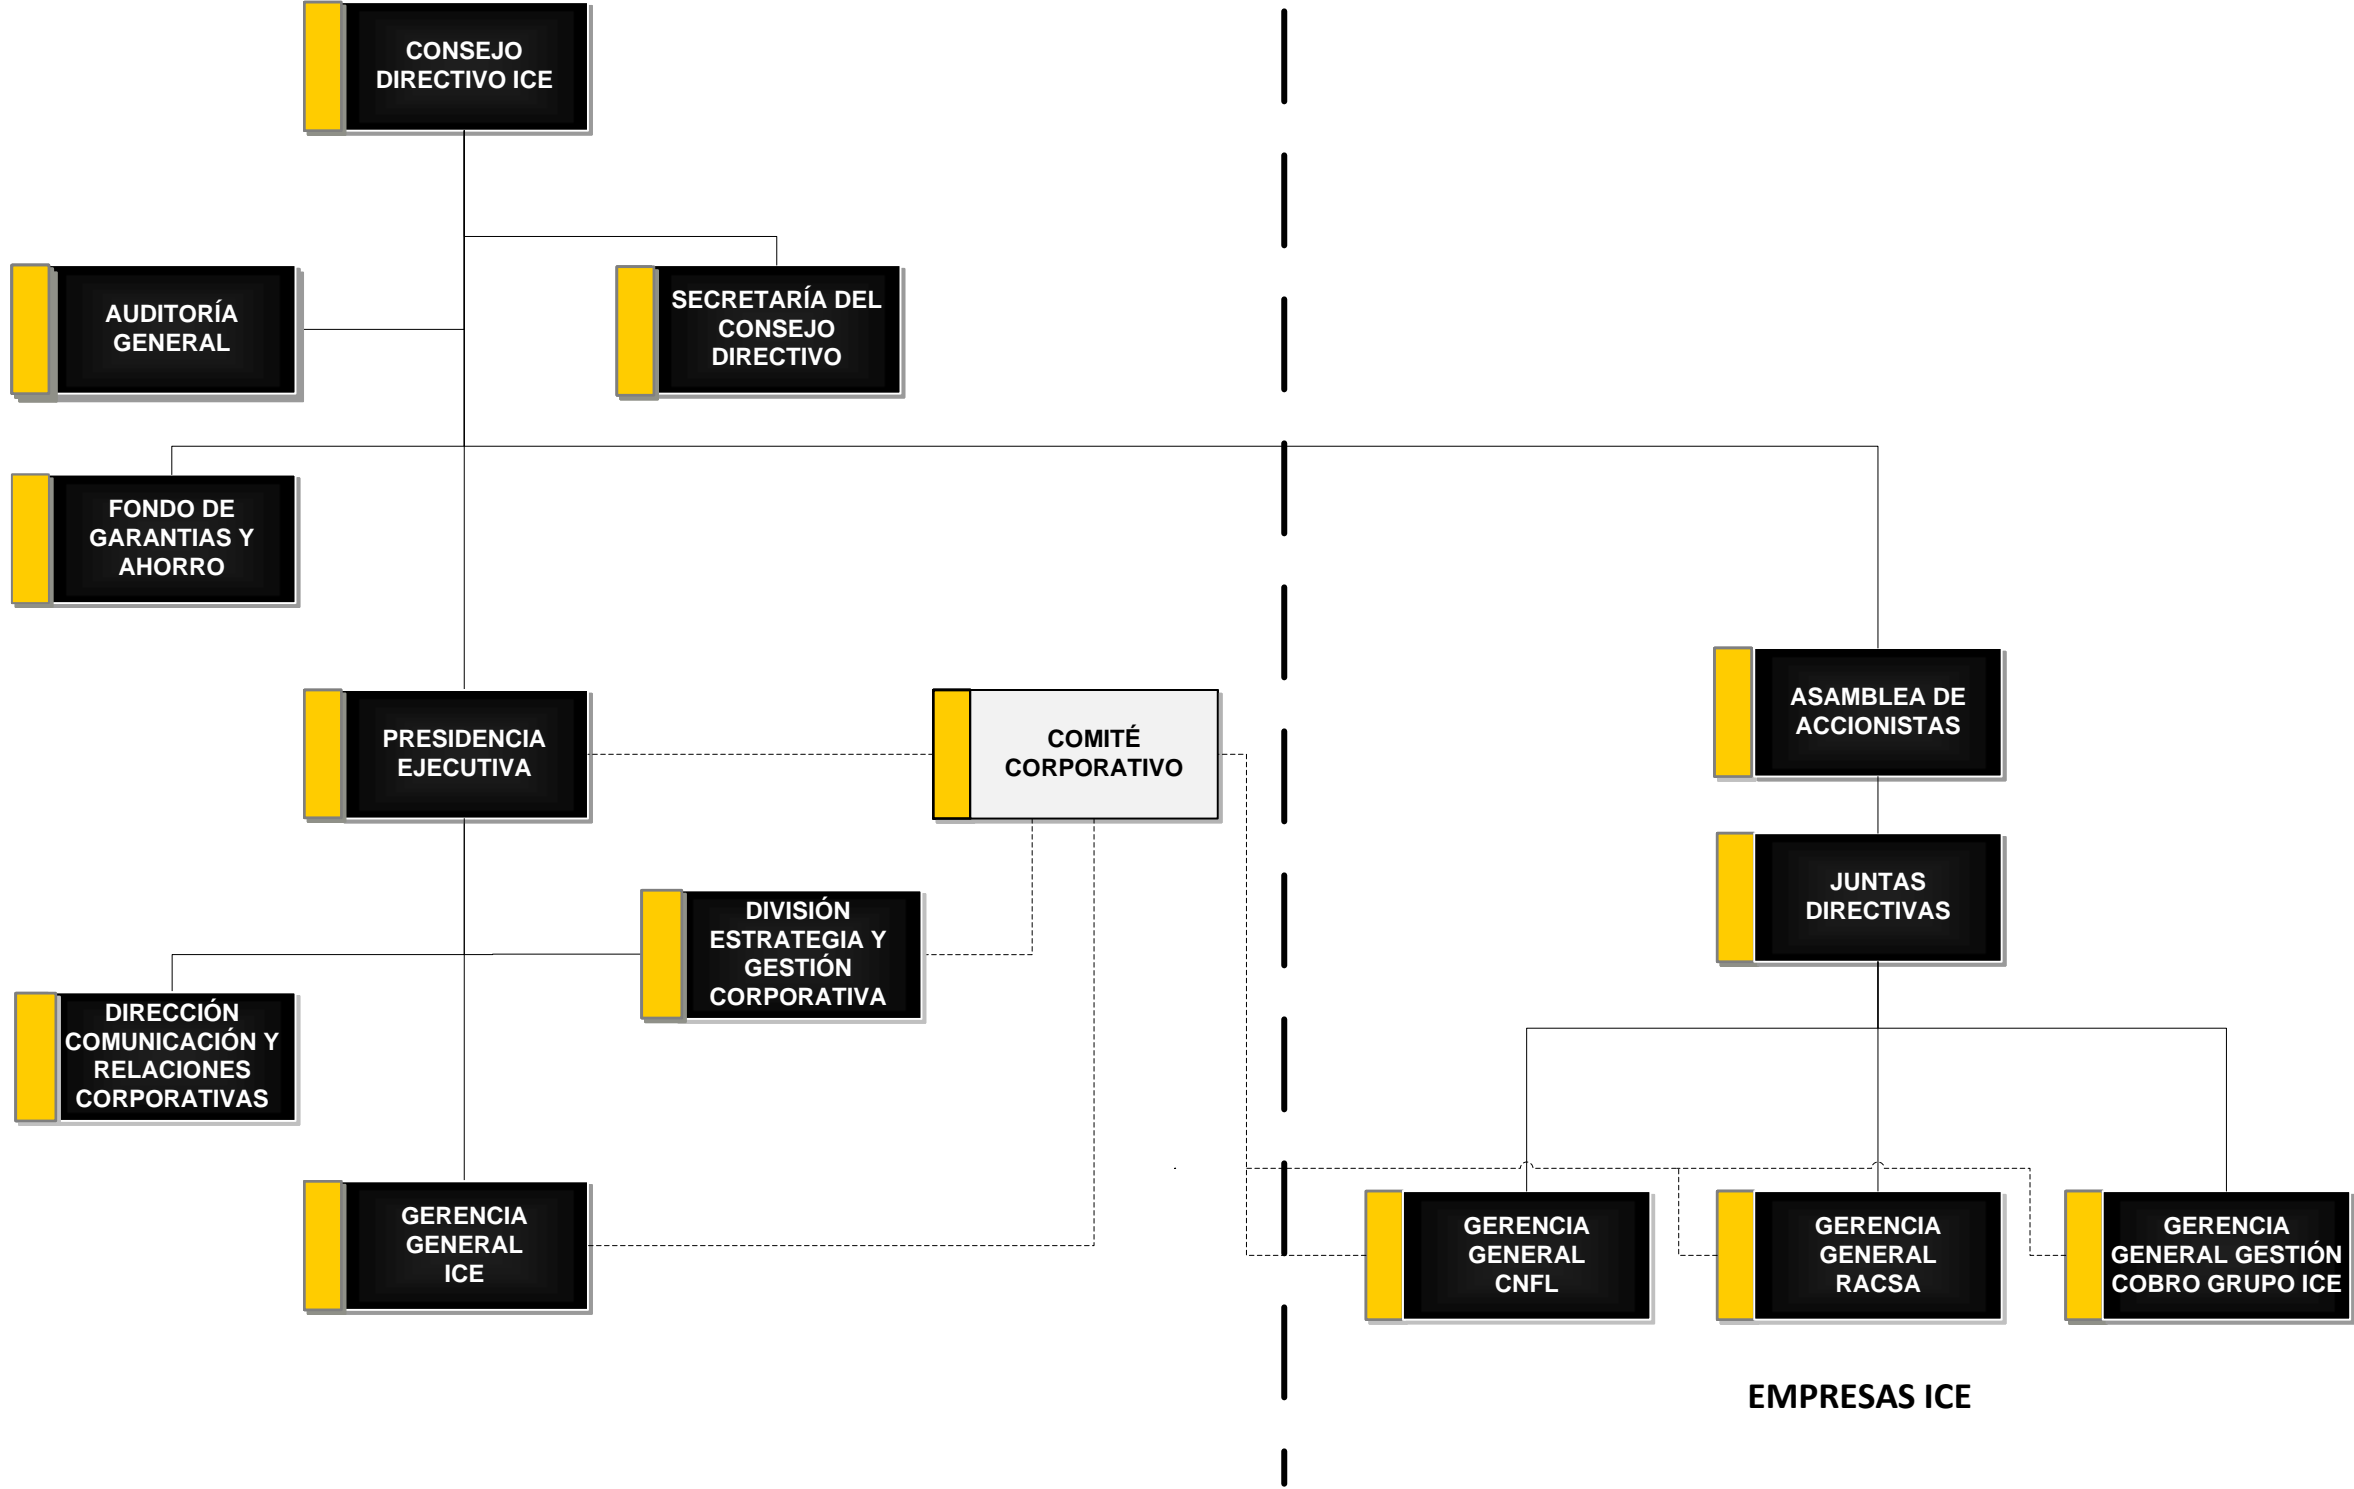 CONSEJO
DIRECTIVO ICE
AUDITORÍA
GENERAL
SECRETARÍA DEL
CONSEJO
DIRECTIVO
FONDO DE
GARANTIAS Y
AHORRO
PRESIDENCIA
EJECUTIVA
COMITÉ
CORPORATIVO
ASAMBLEA DE
ACCIONISTAS
JUNTAS
DIRECTIVAS
DIVISIÓN
ESTRATEGIA Y
GESTIÓN
CORPORATIVA
DIRECCIÓN
COMUNICACIÓN Y
RELACIONES
CORPORATIVAS
GERENCIA
GENERAL
ICE
GERENCIA
GENERAL
CNFL
GERENCIA
GENERAL
RACSA
GERENCIA
GENERAL GESTIÓN
COBRO GRUPO ICE
EMPRESAS ICE